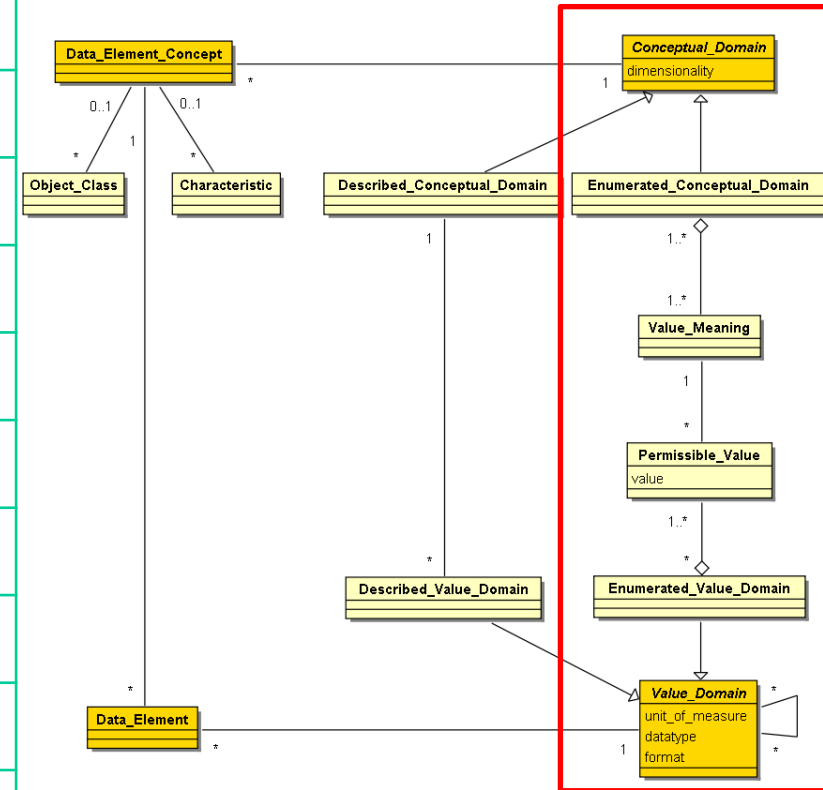 Data_Element_Concept
Conceptual_Domain
dimensionality
*
1
0..1
0..1
1
*
*
Object_Class
Characteristic
Described_Conceptual_Domain
Enumerated_Conceptual_Domain
1
1..*
1..*
Value_Meaning
1
*
Permissible_Value
value
1..*
*
*
Described_Value_Domain
Enumerated_Value_Domain
*
Value_Domain
*
Data_Element
unit_of_measure
datatype
format
*
1
*